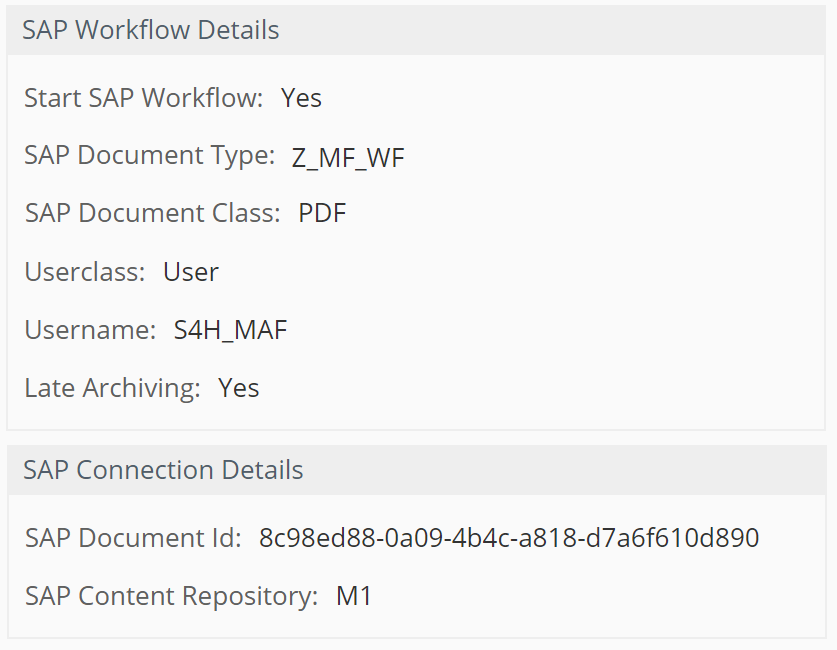 SAP Workflow Details
Start SAP Workflow: Yes
SAP Document Type: Z_MF_WF
SAP Document Class: PDF
Userclass: User
Username: S4H_MAF
Late Archiving: Yes
SAP Connection Details
SAP Document Id: 8c98ed88-0a09-4b4c-a818-d7a6f610d890
SAP Content Repository: M1